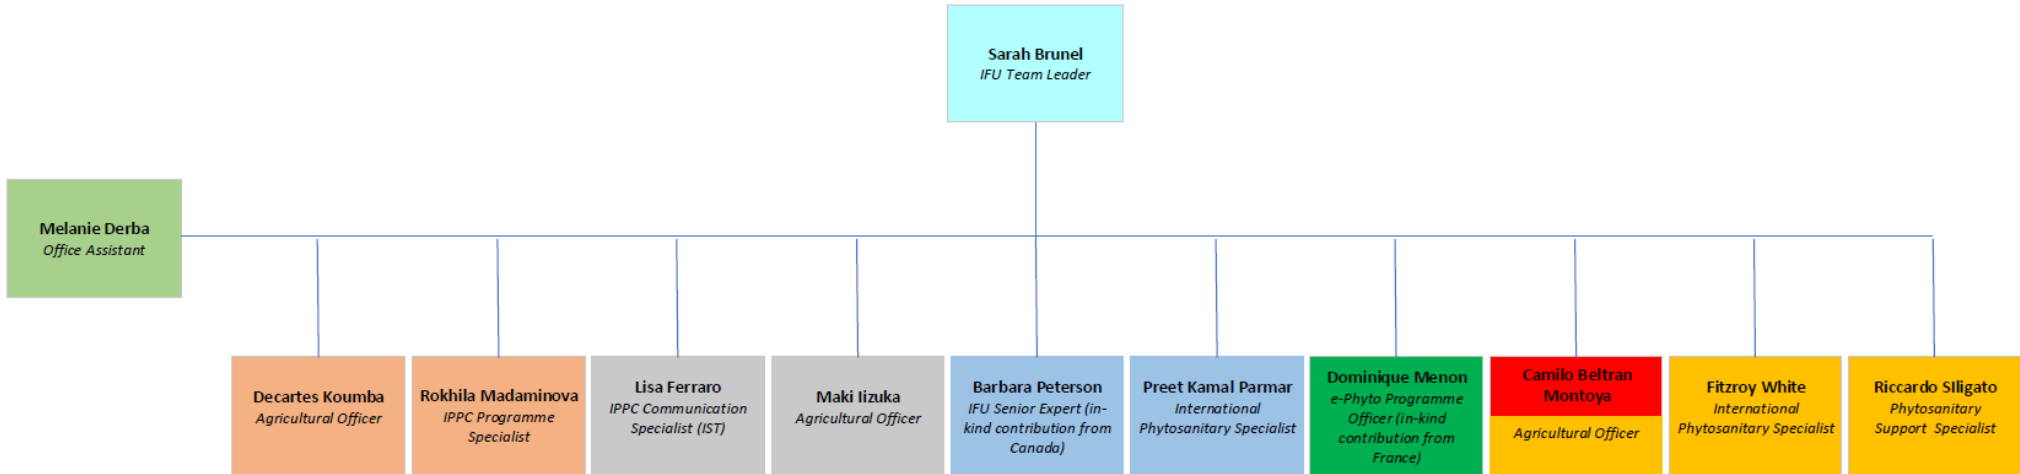 Sarah Brunel
IFU Team Leader
Melanie Derba
Office Assistant
Decartes Koumba
Agricultural Officer
Rokhila Madaminova
IPPC Programme
Specialist
Lisa Ferraro
IPPC Communication
Specialist (IST)
Maki Iizuka
Agricultural Officer
Barbara Peterson
IFU Senior Expert (in-
kind contribution from
Canada)
Preet Kamal Parmar
International
Phytosanitary Specialist
Dominique Menon
e-Phyto Programme
Officer (in-kind
contribution from
France)
Camilo Beltran
Montoya
Agricultural Officer
Fitzroy White
International
Phytosanitary Specialist
Riccardo SIligato
Phytosanitary
Support Specialist